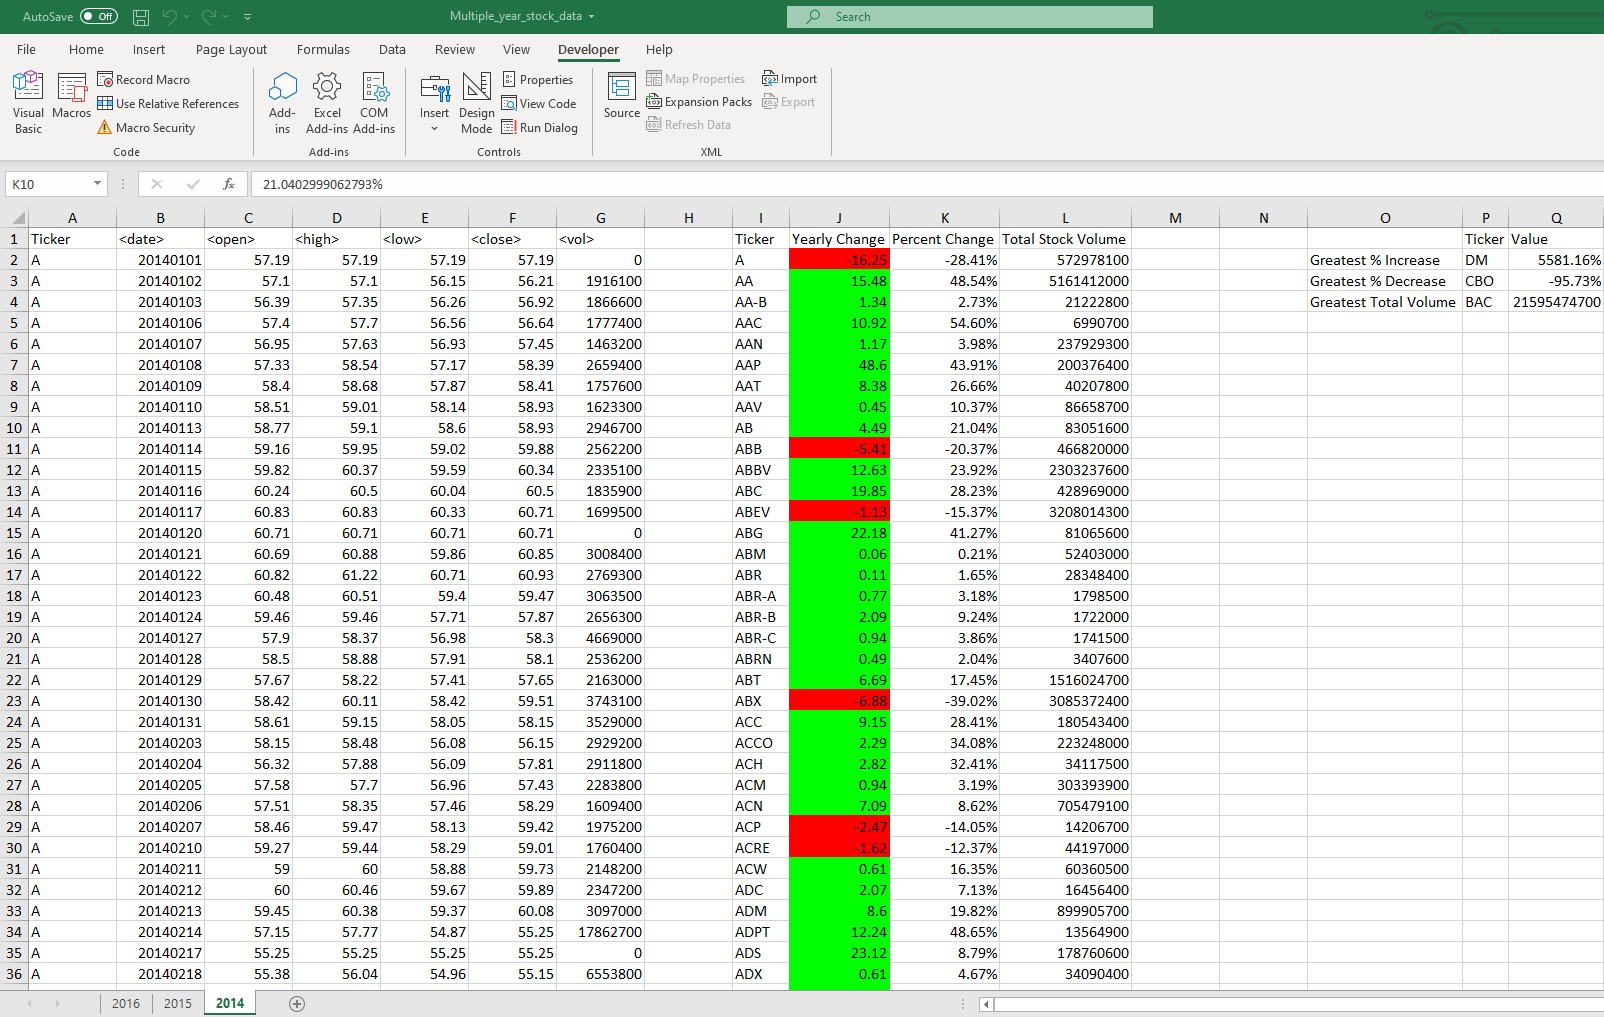 AutoSave Off Multiple_year_stock_data Search
File Home Insert Page Layout Formulas Data Review View Developer Help
Visual Basic Macros Record Macro Use Relative References Macro Security Code
Add-ins Excel Add-ins COM Add-ins Add-ins
Insert Design Mode Properties View Code Run Dialog Controls
Source Map Properties Expansion Packs Refresh Data Import Export XML
K10 fx 21.0402999062793%
A B C D E F G H I J K L M N O P Q
1 Ticker <date> <open> <high> <low> <close> <vol> Ticker Yearly Change Percent Change Total Stock Volume Ticker Value
2 A 20140101 57.19 57.19 57.19 57.19 0 A -16.25 -28.41% 572978100 Greatest % Increase DM 5581.16%
3 A 20140102 57.1 57.1 56.15 56.21 1916100 AA 15.48 48.54% 5161412000 Greatest % Decrease CBO -95.73%
4 A 20140103 56.39 57.35 56.26 56.92 1866600 AA-B 1.34 2.73% 21222800 Greatest Total Volume BAC 21595474700
5 A 20140106 57.4 57.7 56.56 56.64 1777400 AAC 10.92 54.60% 6990700
6 A 20140107 56.95 57.63 56.93 57.45 1463200 AAN 1.17 3.98% 237929300
7 A 20140108 57.33 58.54 57.17 58.39 2659400 AAP 48.6 43.91% 200376400
8 A 20140109 58.4 58.68 57.87 58.41 1757600 AAT 8.38 26.66% 40207800
9 A 20140110 58.51 59.01 58.14 58.93 1623300 AAV 0.45 10.37% 86658700
10 A 20140113 58.77 59.1 58.6 58.93 2946700 AB 4.49 21.04% 83051600
11 A 20140114 59.16 59.95 59.02 59.88 2562200 ABB -5.41 -20.37% 466820000
12 A 20140115 59.82 60.37 59.59 60.34 2335100 ABBV 12.63 23.92% 2303237600
13 A 20140116 60.24 60.5 60.04 60.5 1835900 ABC 19.85 28.23% 428969000
14 A 20140117 60.83 60.83 60.33 60.71 1699500 ABEV -1.13 -15.37% 3208014300
15 A 20140120 60.71 60.71 60.71 60.71 0 ABG 22.18 41.27% 81065600
16 A 20140121 60.69 60.88 59.86 60.85 3008400 ABM 0.06 0.21% 52403000
17 A 20140122 60.82 61.22 60.71 60.93 2769300 ABR 0.11 1.65% 28348400
18 A 20140123 60.48 60.51 59.4 59.47 3063500 ABR-A 0.77 3.18% 1798500
19 A 20140124 59.46 59.46 57.71 57.87 2656300 ABR-B 2.09 9.24% 1722000
20 A 20140127 57.9 58.37 56.98 58.3 4669000 ABR-C 0.94 3.86% 1741500
21 A 20140128 58.5 58.88 57.91 58.1 2536200 ABRN 0.49 2.04% 3407600
22 A 20140129 57.67 58.22 57.41 57.65 2163000 ABT 6.69 17.45% 1516024700
23 A 20140130 58.42 60.11 58.42 59.51 3743100 ABX -6.88 -39.02% 3085372400
24 A 20140131 58.61 59.15 58.05 58.15 3529000 ACC 9.15 28.41% 180543400
25 A 20140203 58.15 58.48 56.08 56.15 2929200 ACCO 2.29 34.08% 223248000
26 A 20140204 56.32 57.88 56.09 57.81 2911800 ACH 2.82 32.41% 34117500
27 A 20140205 57.58 57.7 56.96 57.43 2283800 ACM 0.94 3.19% 303393900
28 A 20140206 57.51 58.35 57.46 58.29 1609400 ACN 7.09 8.62% 705479100
29 A 20140207 58.46 59.47 58.13 59.42 1975200 ACP -2.47 -14.05% 14206700
30 A 20140210 59.27 59.44 58.29 59.01 1760400 ACRE -1.62 -12.37% 44197000
31 A 20140211 59 60 58.88 59.73 2148200 ACW 0.61 16.35% 60360500
32 A 20140212 60 60.46 59.67 59.89 2347200 ADC 2.07 7.13% 16456400
33 A 20140213 59.45 60.38 59.37 60.08 3097000 ADM 8.6 19.82% 899905700
34 A 20140214 57.15 57.77 54.87 55.25 17862700 ADPT 12.24 48.65% 13564900
35 A 20140217 55.25 55.25 55.25 55.25 0 ADS 23.12 8.79% 178760600
36 A 20140218 55.38 56.04 54.96 55.15 6553800 ADX 0.61 4.67% 34090400
2016 2015 2014